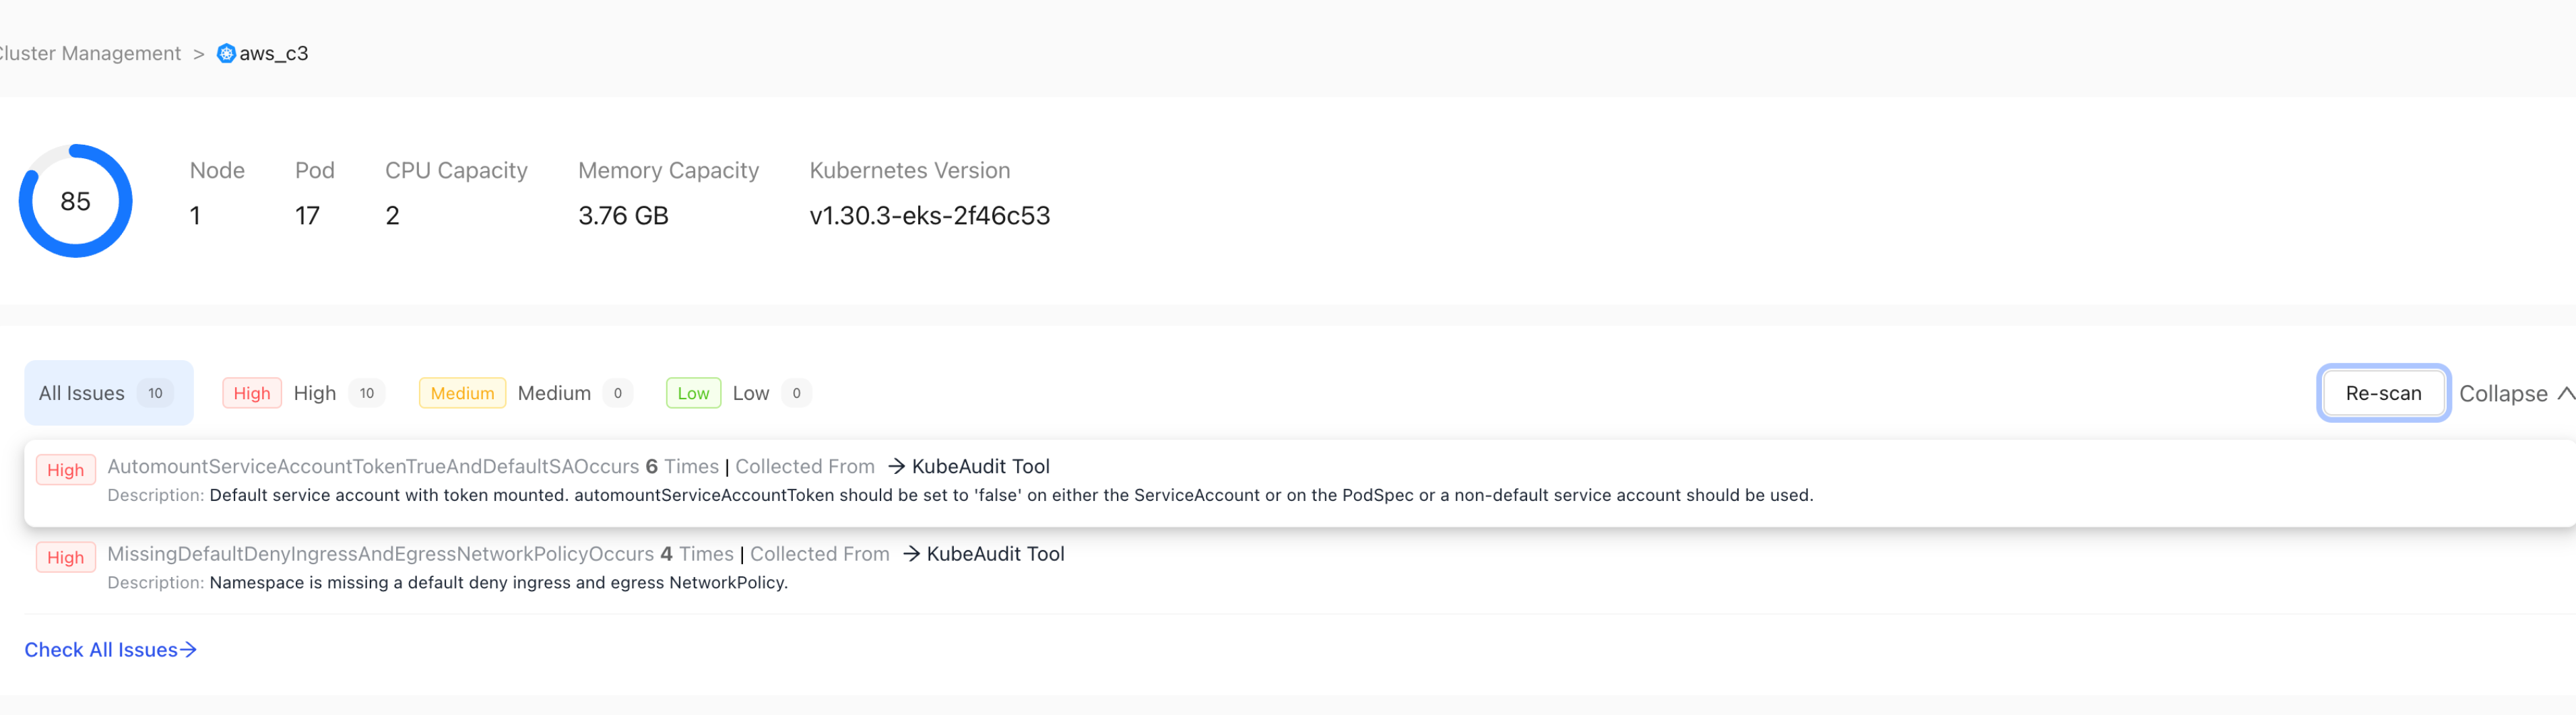 Cluster Management > aws_c3
85
Node Pod CPU Capacity Memory Capacity Kubernetes Version
1 17 2 3.76 GB v1.30.3-eks-2f46c53
All Issues 10 High High 10 Medium Medium 0 Low Low 0 Re-scan Collapse
High AutomountServiceAccountTokenTrueAndDefaultSAOccurs 6 Times | Collected From → KubeAudit Tool
Description: Default service account with token mounted. automountServiceAccountToken should be set to 'false' on either the ServiceAccount or on the PodSpec or a non-default service account should be used.
High MissingDefaultDenyIngressAndEgressNetworkPolicyOccurs 4 Times | Collected From → KubeAudit Tool
Description: Namespace is missing a default deny ingress and egress NetworkPolicy.
Check All Issues→